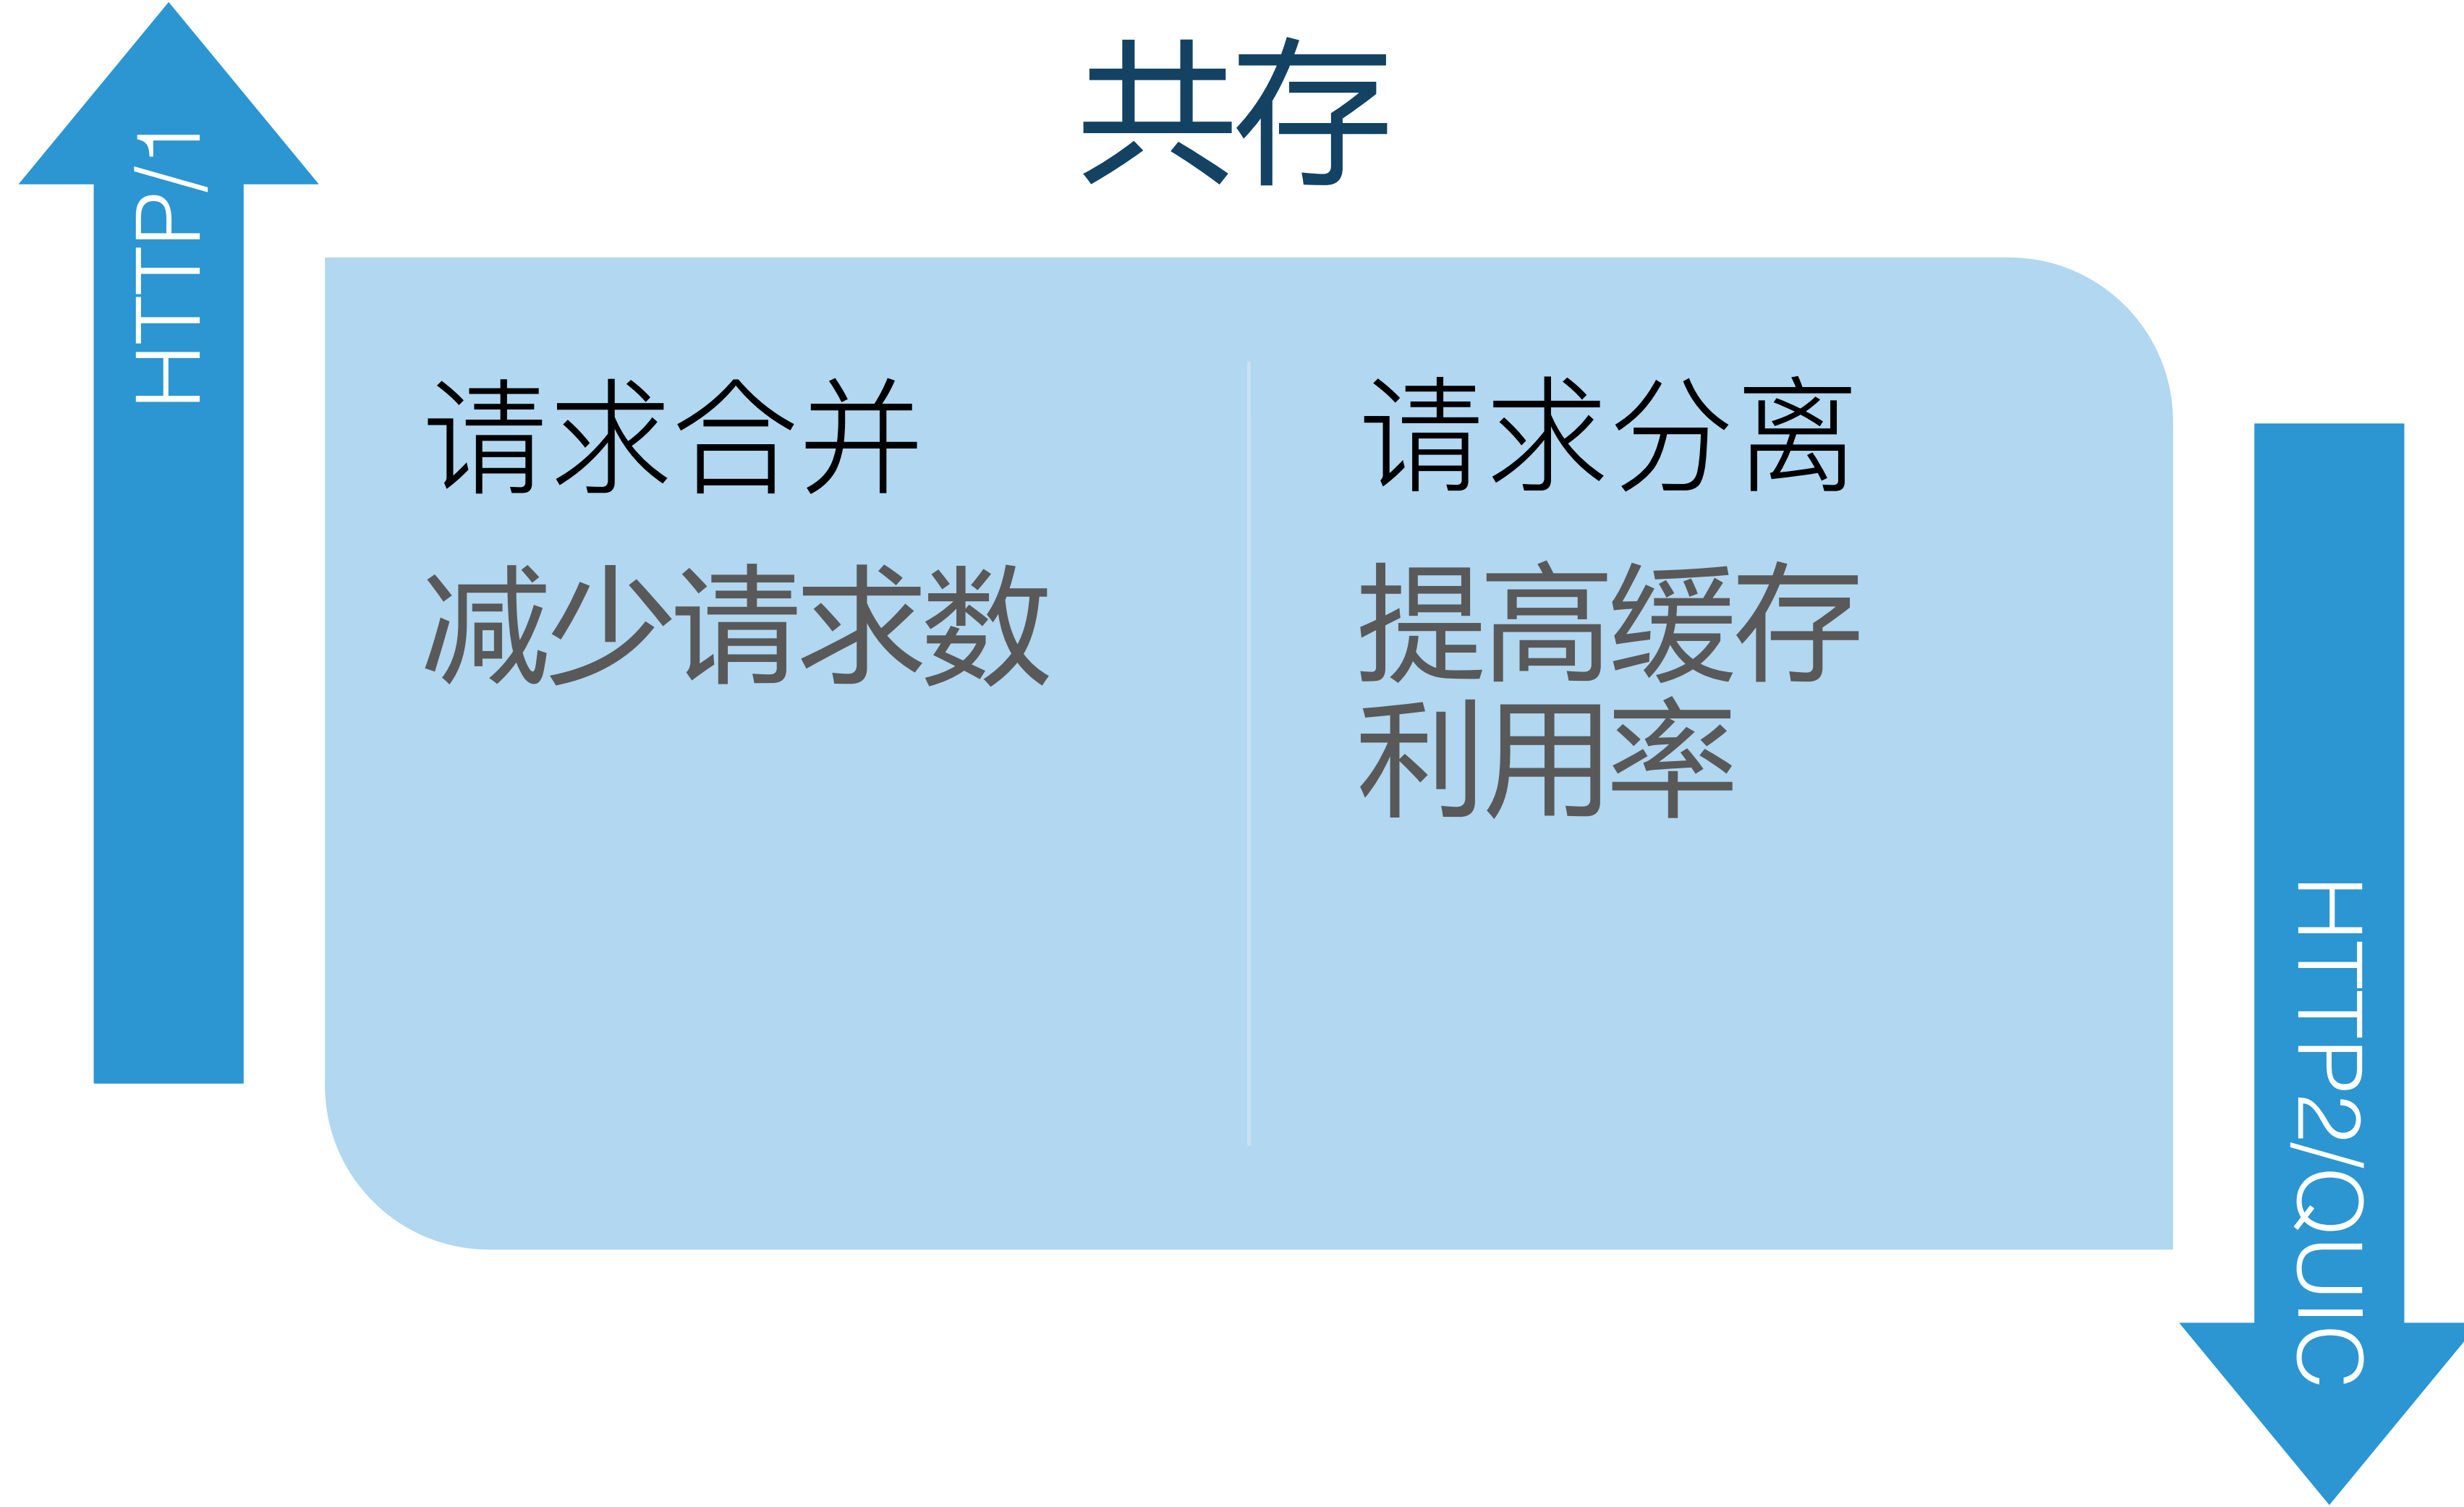 共存
HTTP/1
请求合并
减少请求数
请求分离
提高缓存
利用率
HTTP2/QUIC